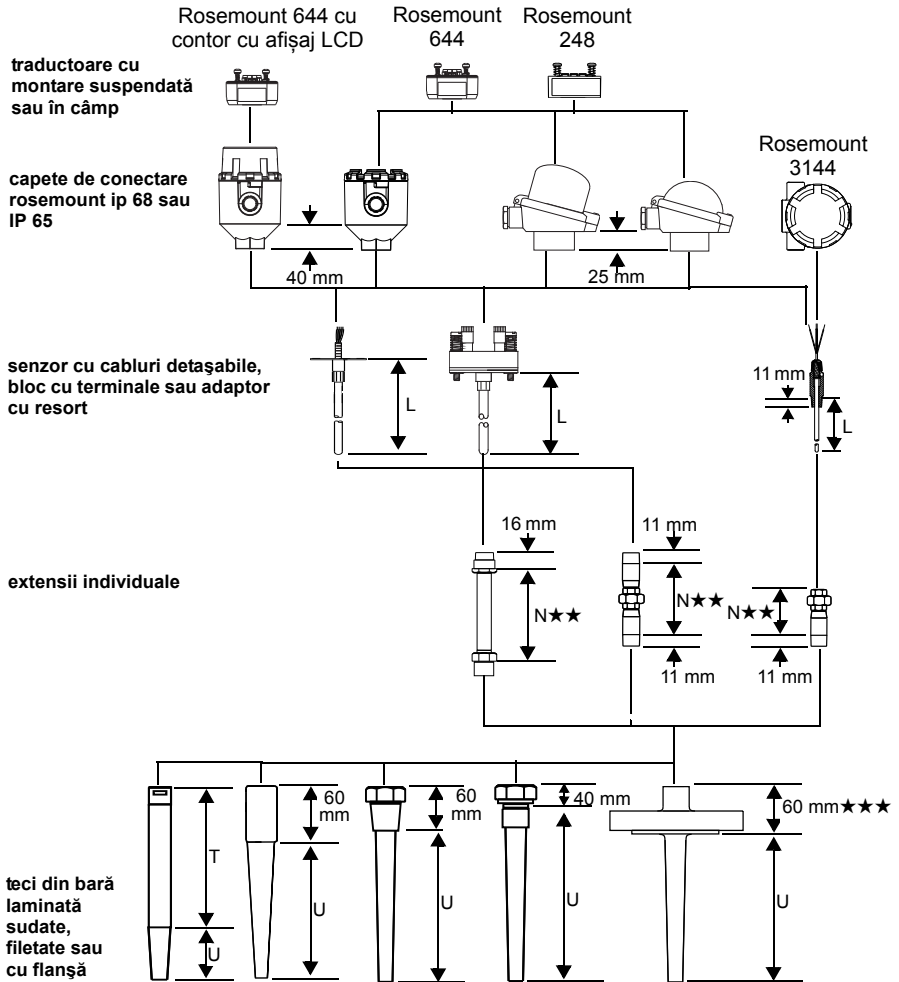 Rosemount 644 cu
contor cu afișaj LCD
Rosemount
644
Rosemount
248
traductoare cu
montare suspendată
sau în câmp
Rosemount
3144
capete de conectare
rosemount ip 68 sau
IP 65
40 mm
25 mm
senzor cu cabluri detaşabile,
bloc cu terminale sau adaptor
cu resort
L
L
11 mm
L
16 mm
11 mm
extensii individuale
N★★
N★★
N★★
11 mm
11 mm
60
mm
60
mm
40 mm
60 mm★★★
T
U
U
U
U
U
teci din bară
laminată
sudate,
filetate sau
cu flanşă